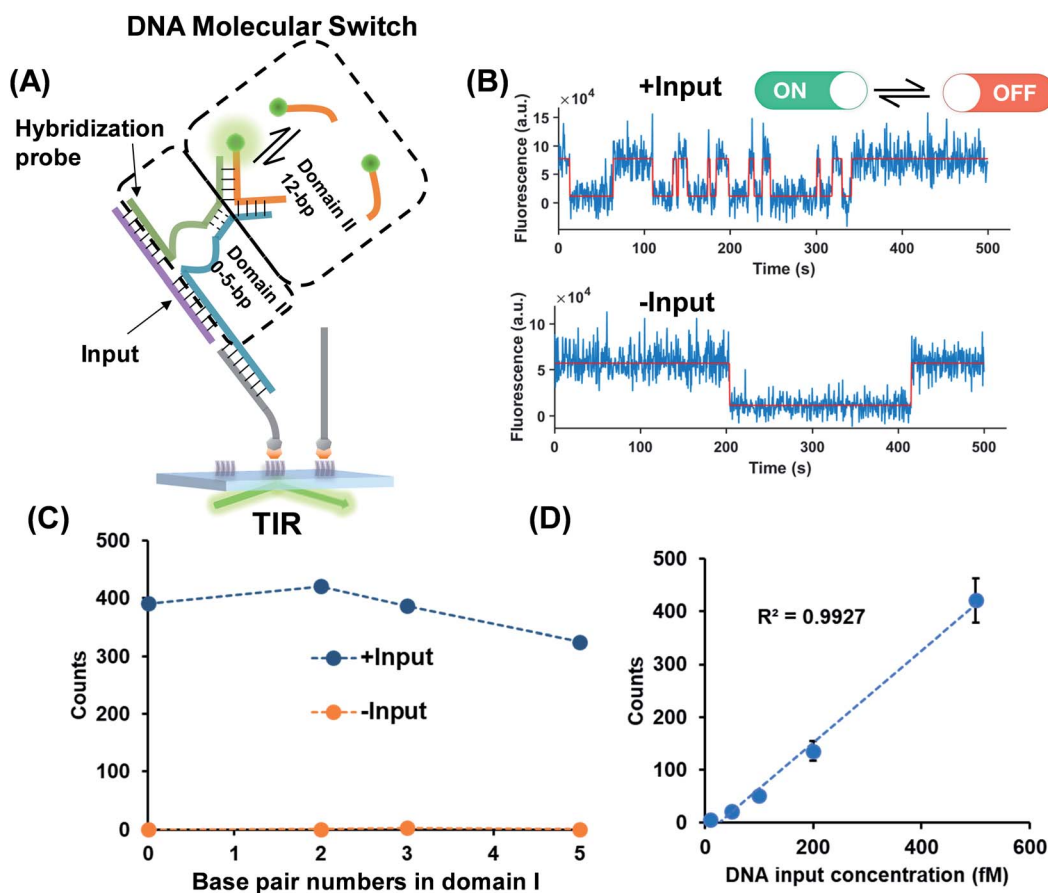 DNA Molecular Switch
(A)
Hybridization
probe
Domain II
12-bp
Domain I
0-5-bp
Input
TIR
(B)
+Input
ON
OFF
×10⁴
Fluorescence (a.u.)
15
10
5
0
0 100 200 300 400 500
Time (s)
-Input
×10⁴
Fluorescence (a.u.)
10
5
0
0 100 200 300 400 500
Time (s)
(C)
Counts
500
400
300
200
100
0
+Input
-Input
0 1 2 3 4 5
Base pair numbers in domain I
(D)
Counts
500
400
300
200
100
0
R² = 0.9927
0 200 400 600
DNA input concentration (fM)